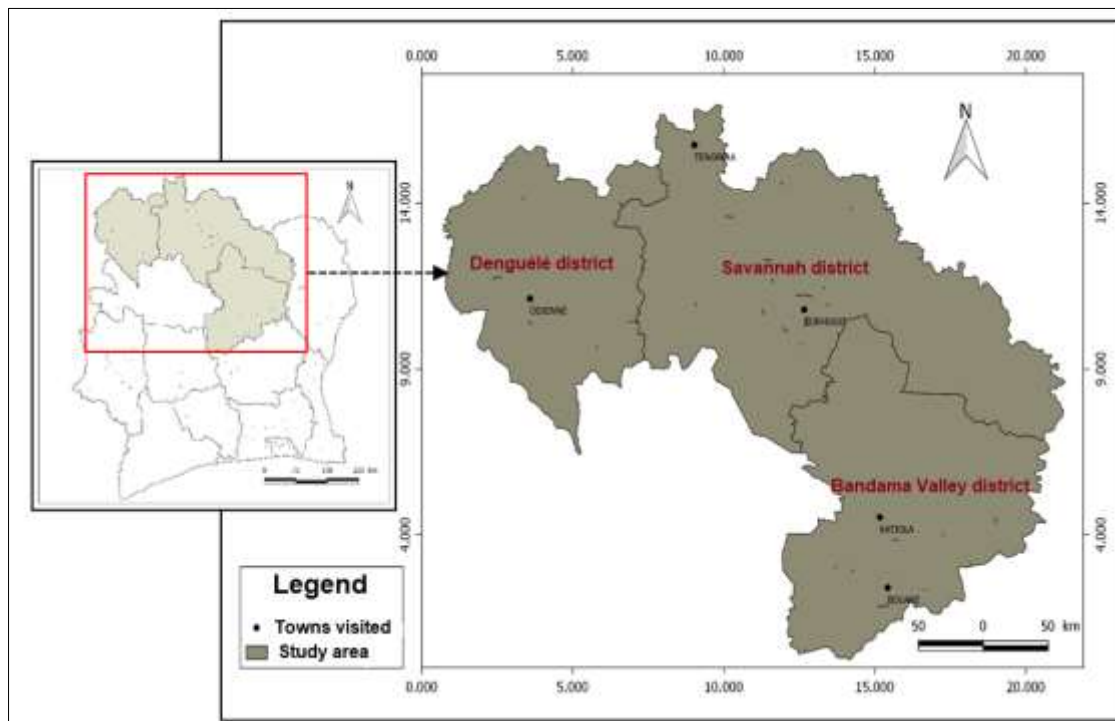 0.000 5.000 10.000 15.000 20.000
N
N
14.000 14.000
Denguélé district
Savannah district
9.000 9.000
Bandama Valley district
4.000 4.000
Legend
Towns visited
Study area
50 0 50 km
0.000 5.000 10.000 15.000 20.000